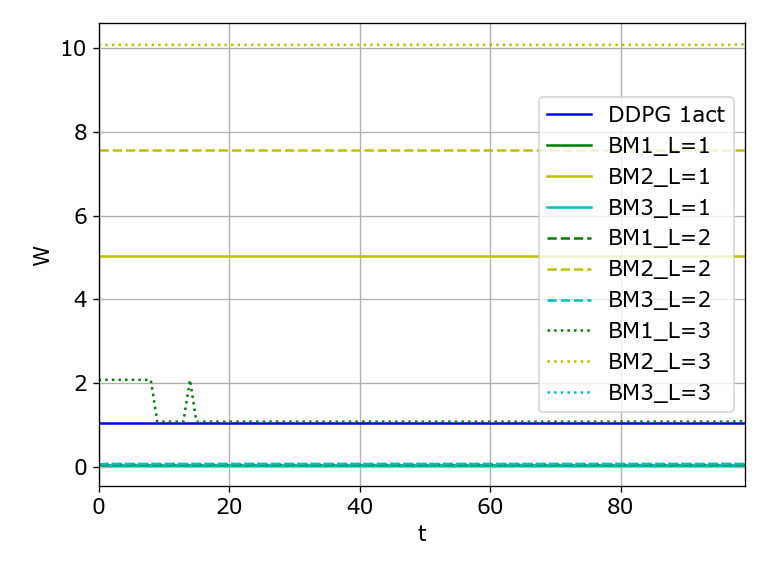 10
8
6
4
2
0
W
0 20 40 60 80
t
DDPG 1act
BM1_L=1
BM2_L=1
BM3_L=1
BM1_L=2
BM2_L=2
BM3_L=2
BM1_L=3
BM2_L=3
BM3_L=3